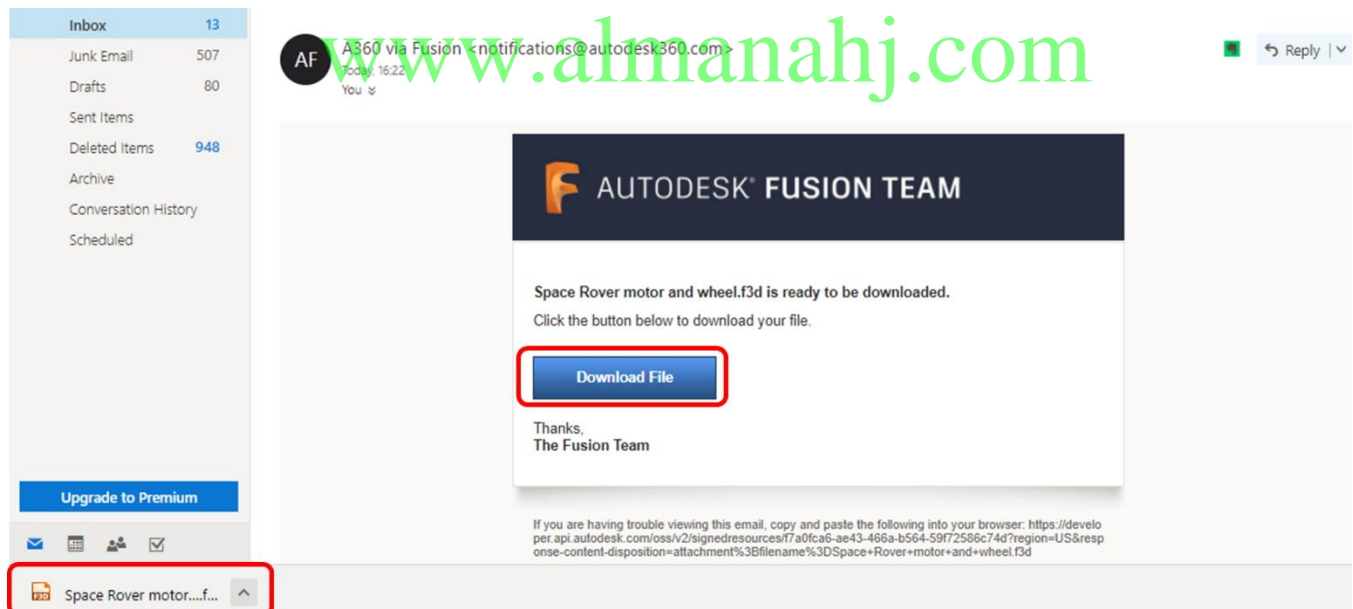 Inbox 13
Junk Email 507
Drafts 80
Sent Items
Deleted Items 948
Archive
Conversation History
Scheduled
Upgrade to Premium
www.almanahj.com
AF
A360 via Fusion <notifications@autodesk360.com>
Today, 16:22
You
Reply
AUTODESK® FUSION TEAM
Space Rover motor and wheel.f3d is ready to be downloaded.
Click the button below to download your file.
Download File
Thanks,
The Fusion Team
If you are having trouble viewing this email, copy and paste the following into your browser: https://develo
per.api.autodesk.com/oss/v2/signedresources/f7a0fca6-ae43-466a-b564-59f72586c74d?region=US&resp
onse-content-disposition=attachment%3Bfilename%3DSpace+Rover+motor+and+wheel.f3d
F3D
Space Rover motor....f...